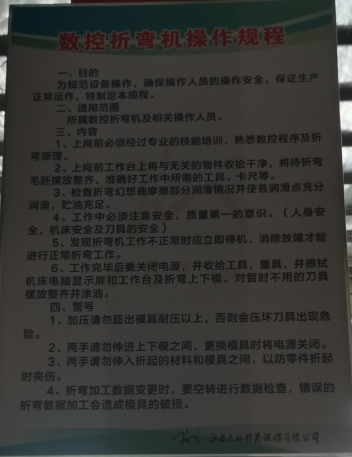 数控折弯机操作规程
一、目的
为规范设备操作，确保操作人员的操作安全，保证生产
正常运作，特制定本规程。
二、适用范围
所属数控折弯机及相关操作人员。
三、内容
1、上岗前必须经过专业的技能培训、熟悉数控程序及折
弯原理。
2、上岗前工作台上将与无关的物件收拾干净，将待折弯
毛胚摆放整齐，准确好工作中所需的工具、卡尺等。
3、检查折弯幻想曲摩擦部分润滑情况并使各润滑点充分
润滑，贮油充足。
4、工作中必须注意安全，质量第一的意识。（人身安
全、机床安全及刀具的安全）
5、发现折弯机工作不正常时应立即停机，消除故障才能
进行正常折弯工作。
6、工作完毕后要关闭电源，并收拾工具，量具，并擦拭
机床电脑显示屏和工作台及折弯上下模，对暂时不用的刀具
摆放整齐并涂油。
四、警号
1、加压请勿超出模具耐压以上，否则会压坏刀具出现危
险。
2、两手请勿伸进上下模之间，更换模具时将电源关闭。
3、两手请勿伸入折起的材料和模具之间，以防零件折起
时夹伤。
4、折弯加工数据变更时，要空转进行数据检查，错误的
折弯数据加工会造成模具的破损。